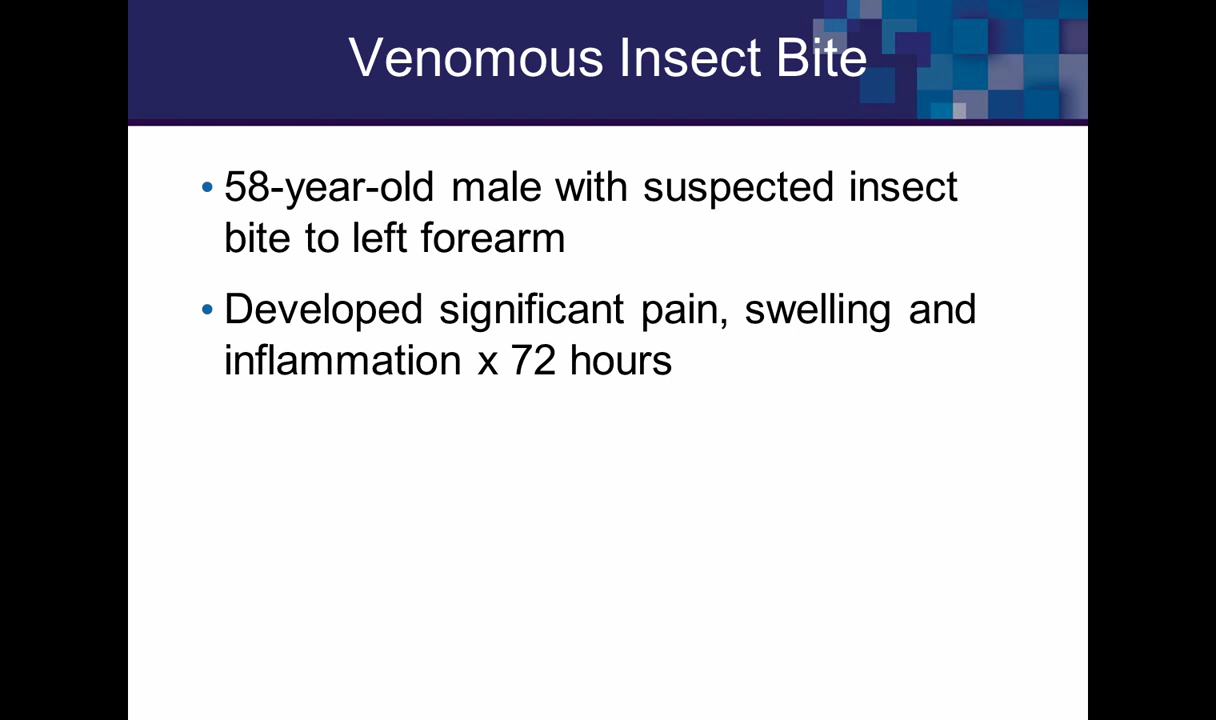 Venomous Insect Bite
• 58-year-old male with suspected insect
bite to left forearm
• Developed significant pain, swelling and
inflammation x 72 hours